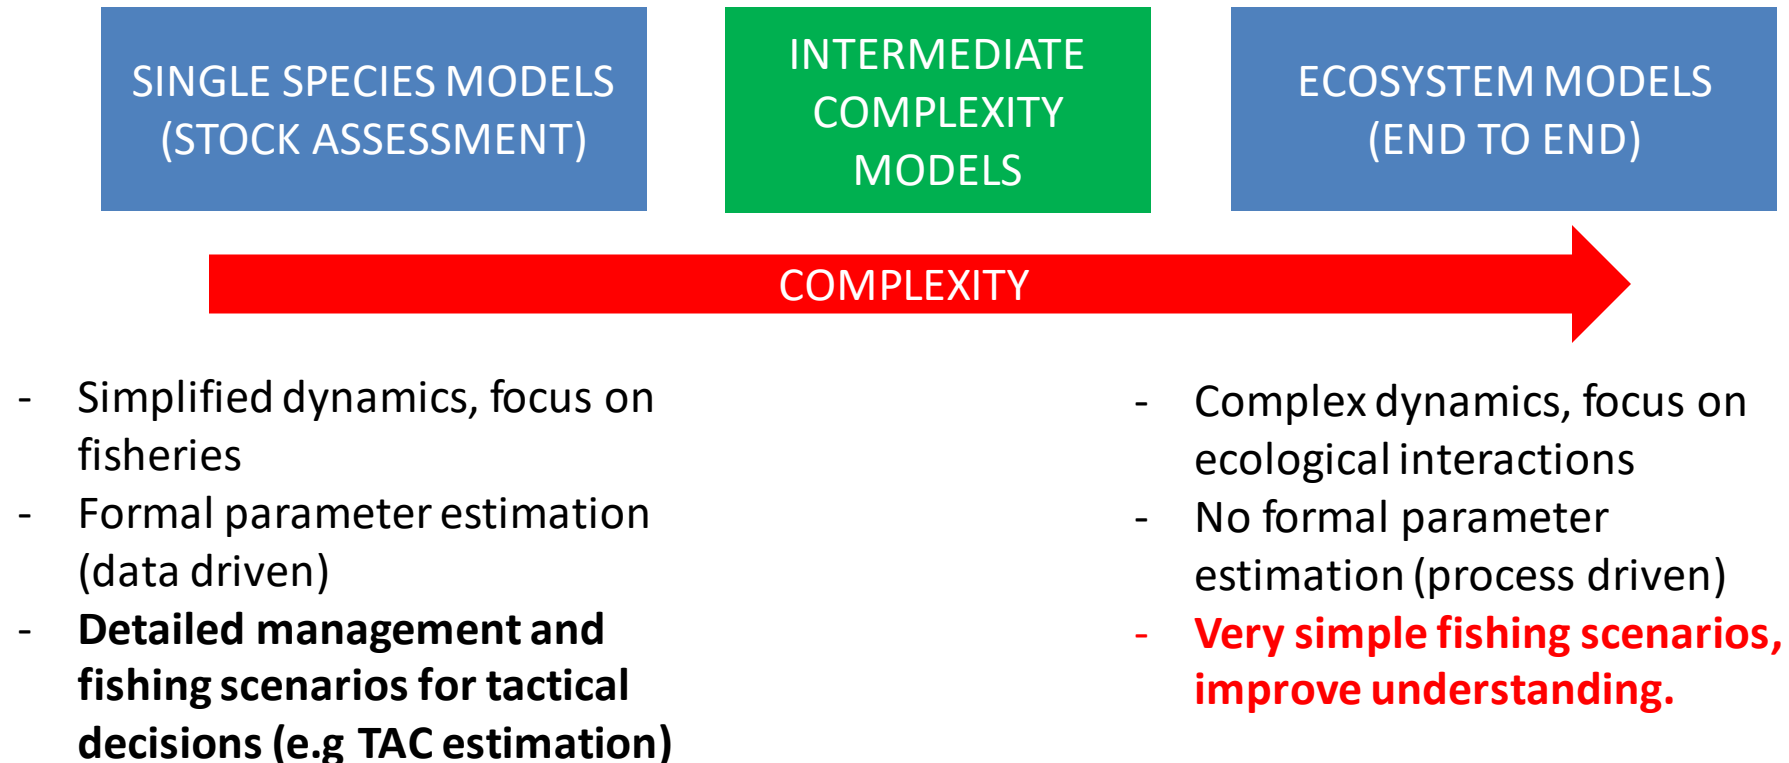 SINGLE SPECIES MODELS
(STOCK ASSESSMENT)
INTERMEDIATE
COMPLEXITY
MODELS
ECOSYSTEM MODELS
(END TO END)
COMPLEXITY
- Simplified dynamics, focus on
fisheries
- Formal parameter estimation
(data driven)
- Detailed management and
fishing scenarios for tactical
decisions (e.g TAC estimation)
- Complex dynamics, focus on
ecological interactions
- No formal parameter
estimation (process driven)
- Very simple fishing scenarios,
improve understanding.